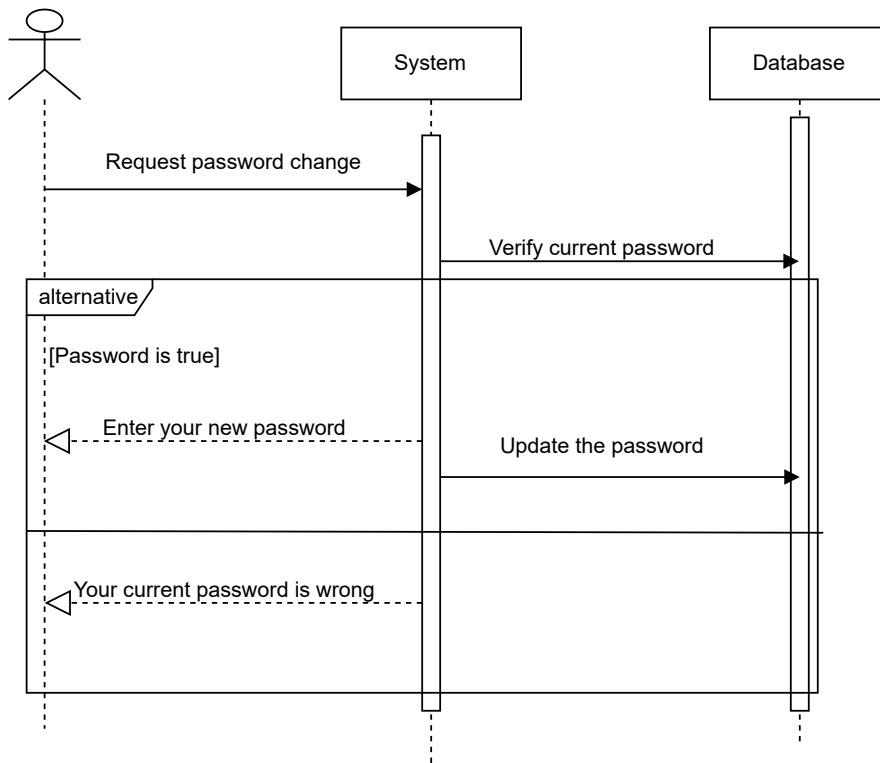 System
Database
Request password change
Verify current password
alternative
[Password is true]
Enter your new password
Update the password
Your current password is wrong